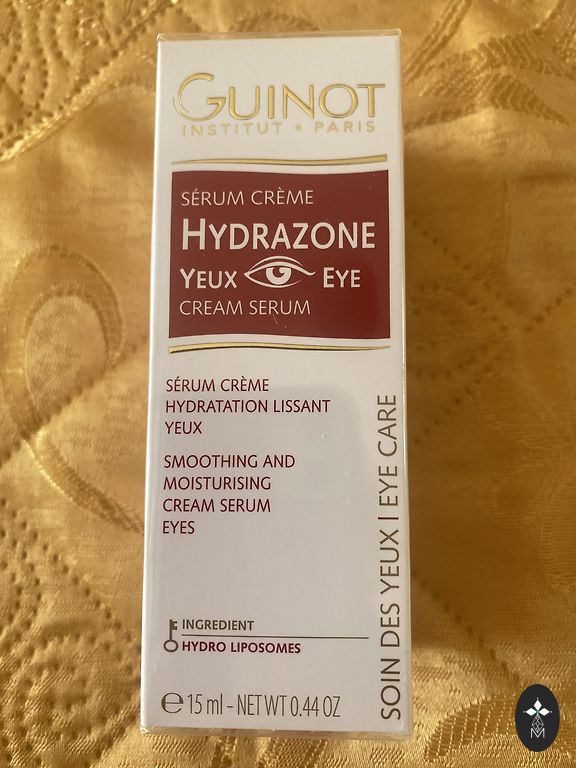 GUINOT
INSTITUT • PARIS
SÉRUM CRÈME
HYDRAZONE
YEUX EYE
CREAM SERUM
SÉRUM CRÈME
HYDRATATION LISSANT
YEUX
SMOOTHING AND
MOISTURISING
CREAM SERUM
EYES
SOIN DES YEUX | EYE CARE
INGREDIENT
HYDRO LIPOSOMES
℮ 15 ml - NET WT 0.44 OZ
M